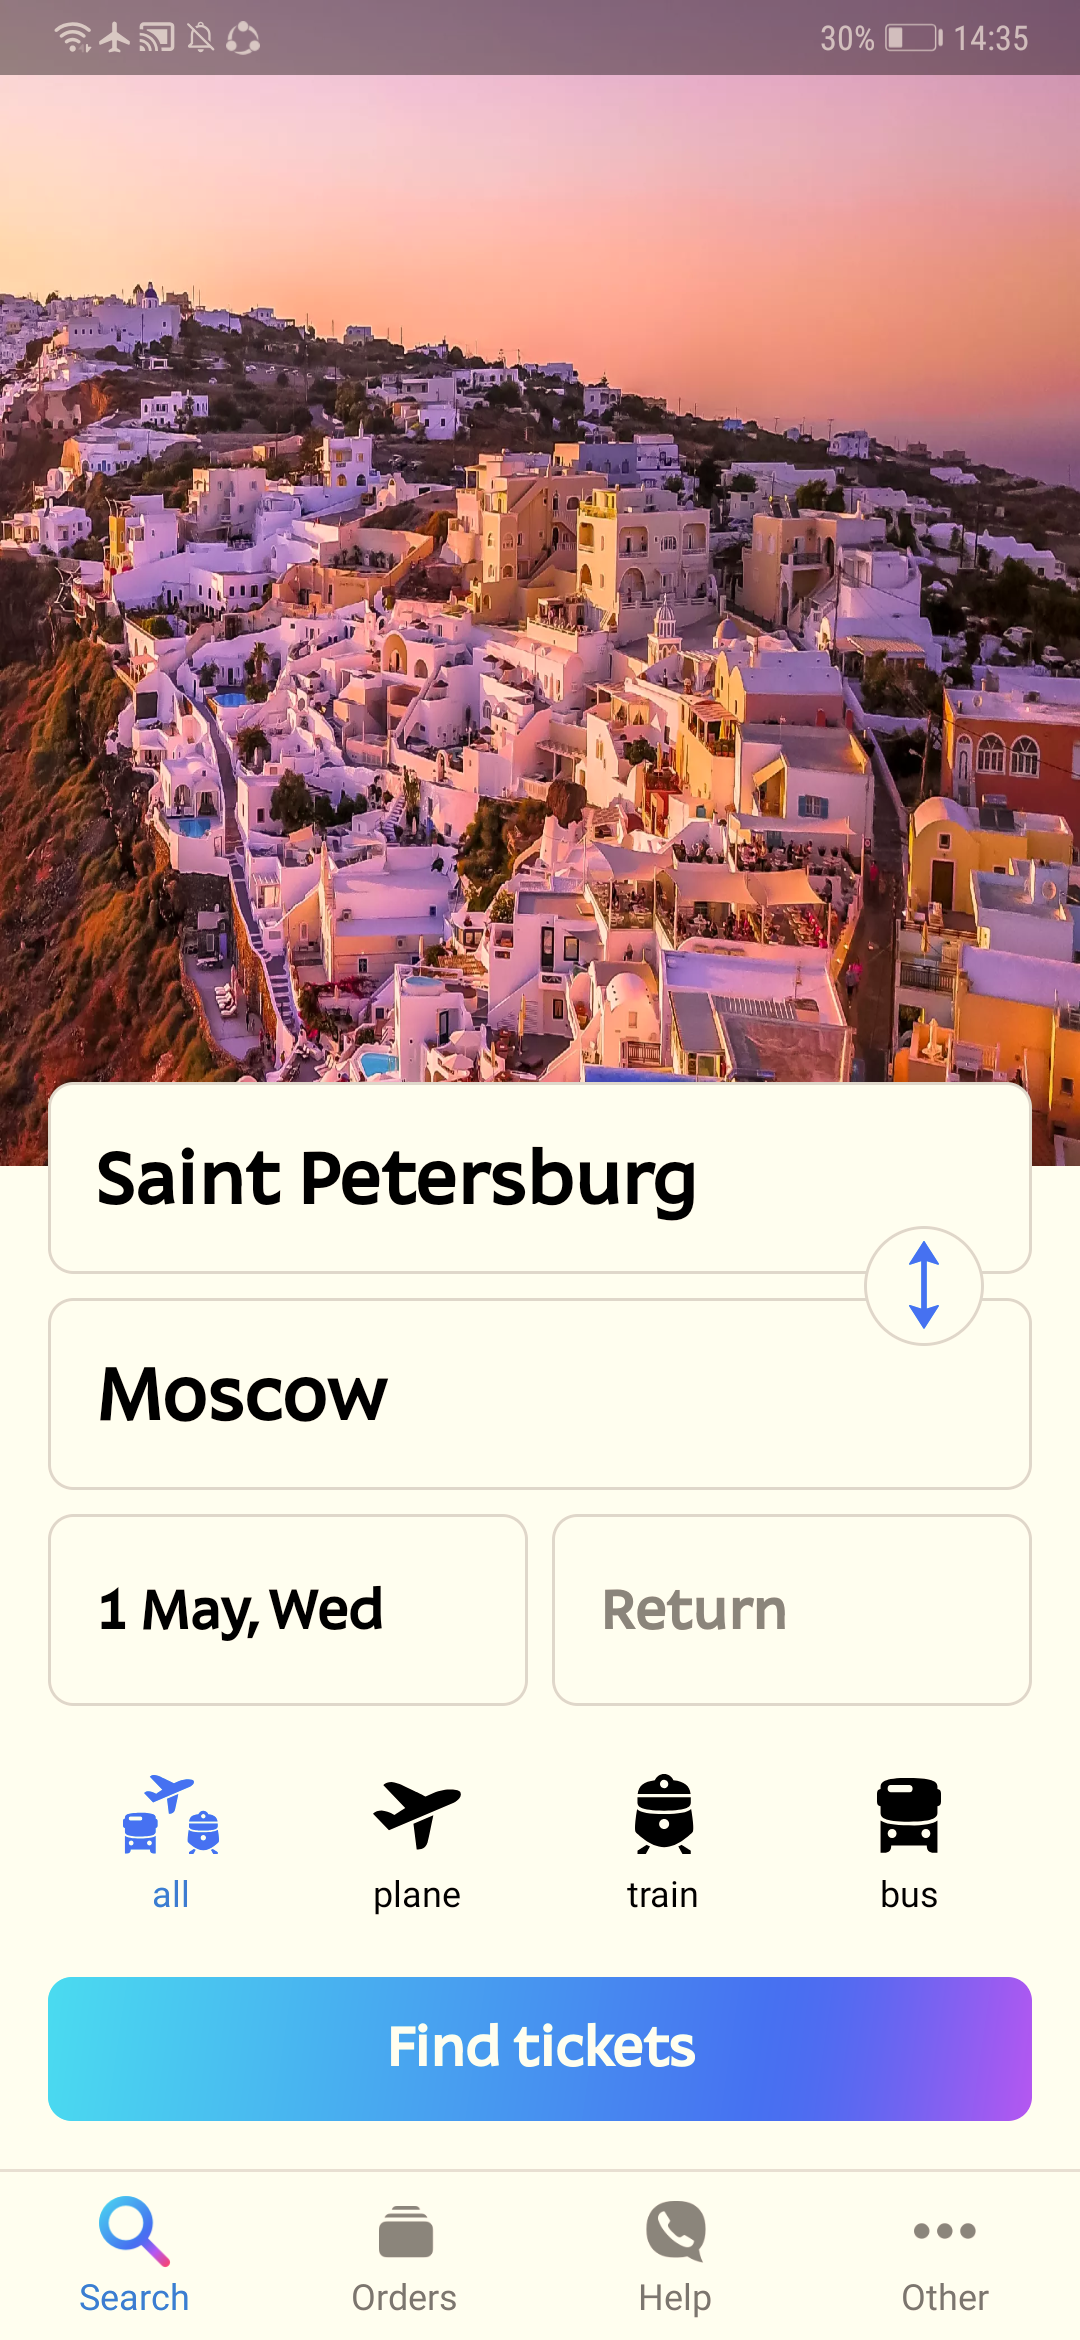 30% 14:35
Saint Petersburg
Moscow
1 May, Wed
Return
all
plane
train
bus
Find tickets
Search
Orders
Help
Other